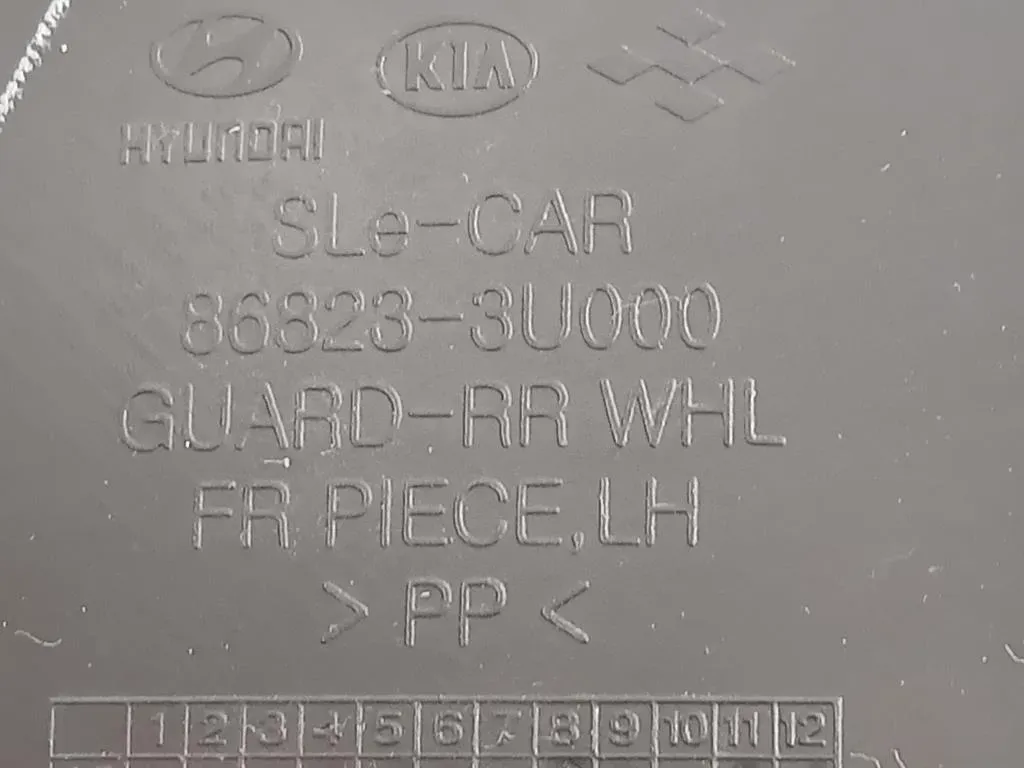 KIA
HYUNDAI
SLe-CAR
86823-3U000
GUARD-RR WHL
FR PIECE,LH
> PP <
1 2 3 4 5 6 7 8 9 10 11 12